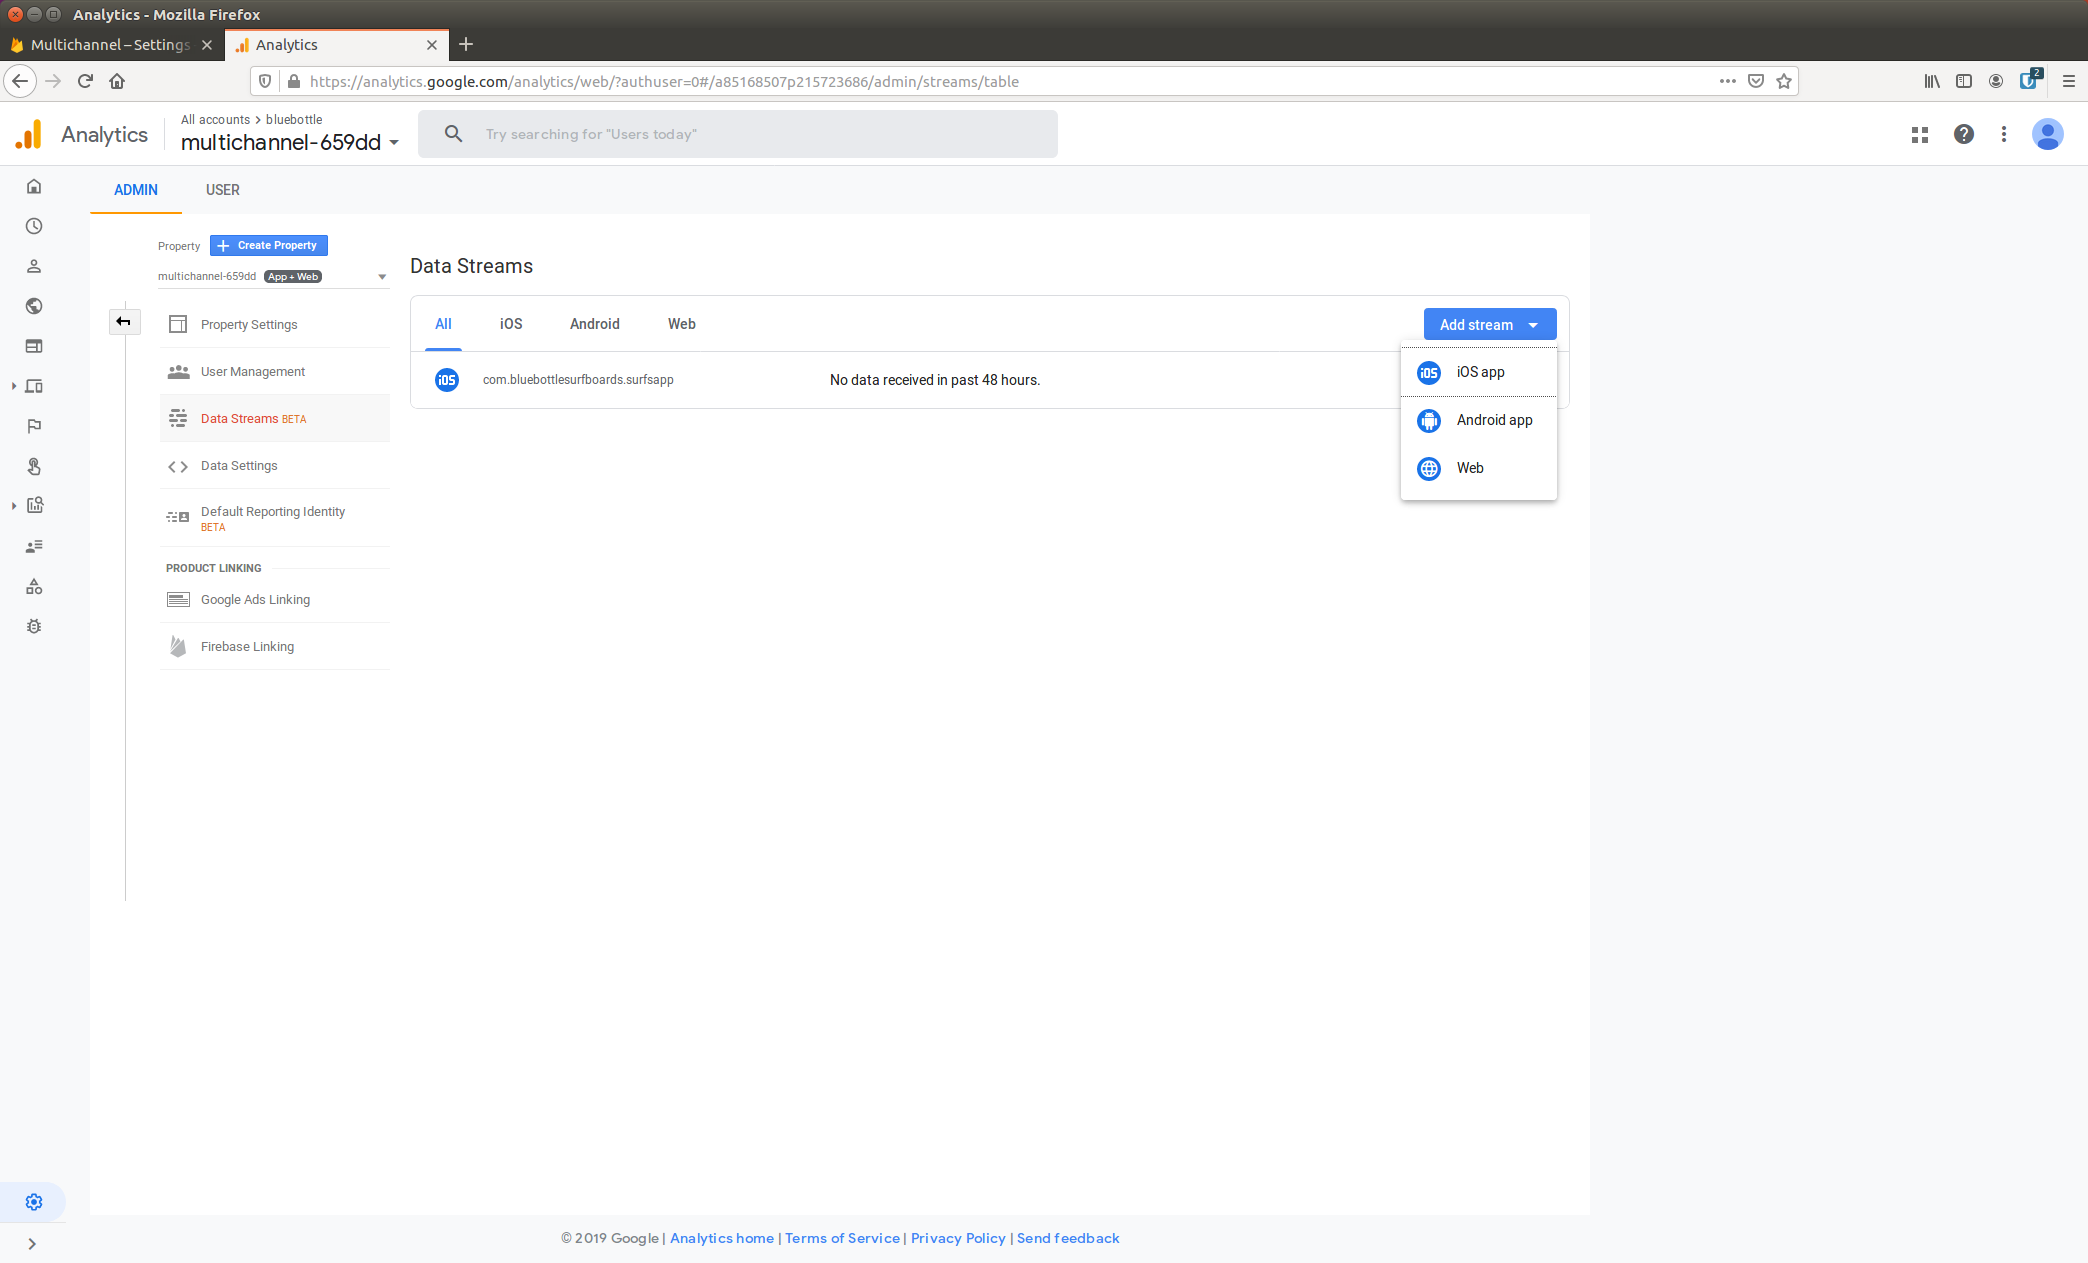 Analytics - Mozilla Firefox
Multichannel – Settings
Analytics
https://analytics.google.com/analytics/web/?authuser=0#/a85168507p215723686/admin/streams/table
2
Analytics
All accounts > bluebottle
multichannel-659dd
Try searching for "Users today"
ADMIN
USER
Property
Create Property
multichannel-659dd App + Web
Property Settings
User Management
Data Streams BETA
Data Settings
Default Reporting Identity
BETA
PRODUCT LINKING
Google Ads Linking
Firebase Linking
Data Streams
All
iOS
Android
Web
Add stream
iOS com.bluebottlesurfboards.surfsapp
No data received in past 48 hours.
iOS iOS app
Android app
Web
© 2019 Google | Analytics home | Terms of Service | Privacy Policy | Send feedback